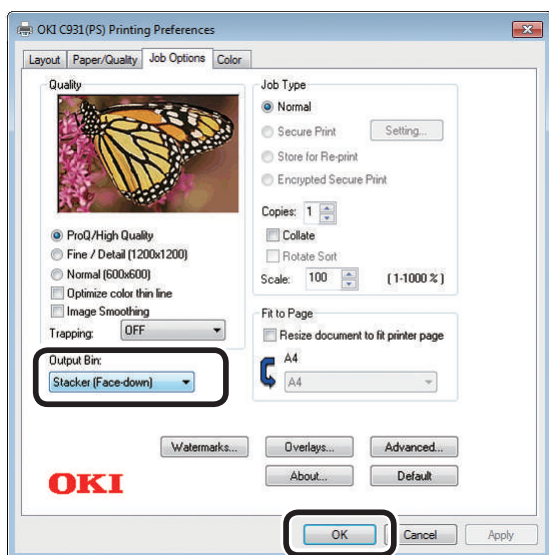 OKI C931(PS) Printing Preferences
Layout
Paper/Quality
Job Options
Color
Quality
ProQ/High Quality
Fine / Detail (1200x1200)
Normal (600x600)
Optimize color thin line
Image Smoothing
Trapping: OFF
Output Bin:
Stacker (Face-down)
Job Type
Normal
Secure Print
Setting...
Store for Re-print
Encrypted Secure Print
Copies: 1
Collate
Rotate Sort
Scale: 100 (1-1000 %)
Fit to Page
Resize document to fit printer page
A4
A4
Watermarks...
Overlays...
Advanced...
OKI
About...
Default
OK
Cancel
Apply